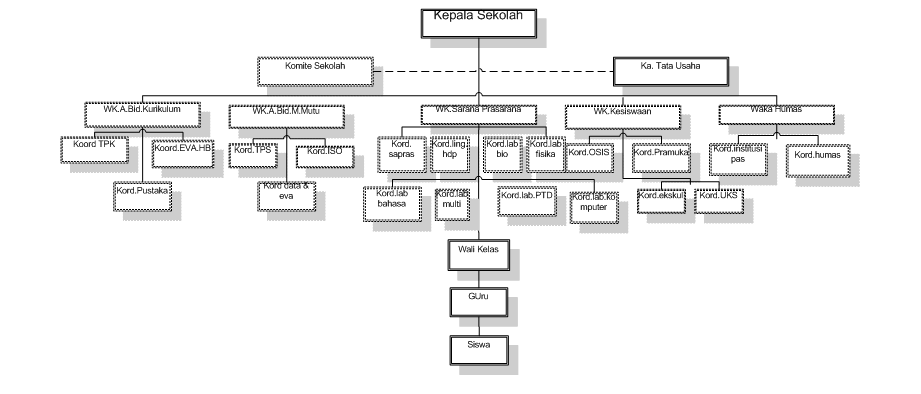 Kepala Sekolah
Komite Sekolah
Ka. Tata Usaha
WK.A.Bid.Kurikulum
WK.A.Bid.M.Mutu
WK.Sarana Prasarana
WK.Kesiswaan
Waka Humas
Koord TPK
Koord.EVA.HB
Kord.TPS
Kord.ISO
Kord.
sapras
Kord.ling
hdp
Kord.lab
bio
Kord.lab
fisika
Kord.OSIS
Kord.Pramuka
Kord.institusi
pas
Kord.humas
Kord.Pustaka
Kord data &
eva
Kord.lab
bahasa
Kord.lab
multi
Kord.lab.PTD
Kord.lab.ko
mputer
Kord.ekskul
Kord.UKS
Wali Kelas
GUru
Siswa